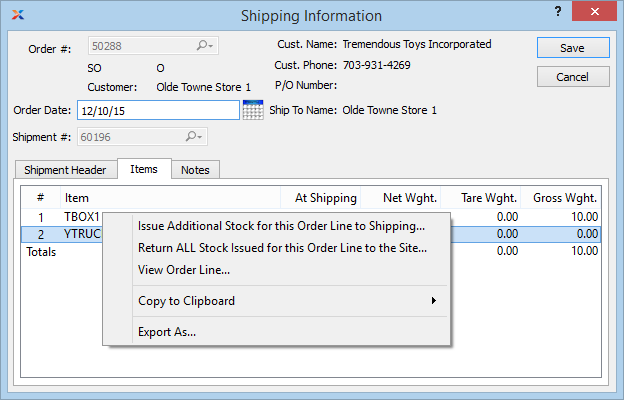 Shipping Information
?
Order #: 50288
Cust. Name: Tremendous Toys Incorporated
Save
SO O
Cust. Phone: 703-931-4269
Customer: Olde Towne Store 1
P/O Number:
Cancel
Order Date: 12/10/15
Ship To Name: Olde Towne Store 1
Shipment #: 60196
Shipment Header Items Notes
# Item At Shipping Net Wght. Tare Wght. Gross Wght.
1 TBOX1 0.00 10.00
2 YTRUC 0.00 0.00
Totals 0.00 10.00
Issue Additional Stock for this Order Line to Shipping...
Return ALL Stock Issued for this Order Line to the Site...
View Order Line...
Copy to Clipboard
Export As...